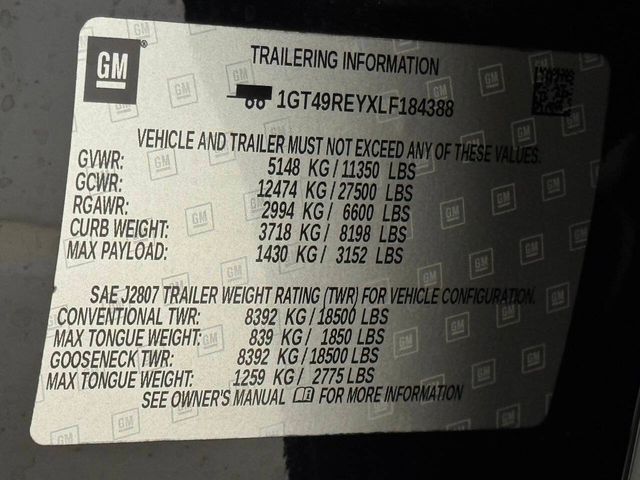 GM
TRAILERING INFORMATION
1GT49REYXLF184388
VEHICLE AND TRAILER MUST NOT EXCEED ANY OF THESE VALUES.
GVWR: 5148 KG / 11350 LBS
GCWR: 12474 KG / 27500 LBS
RGAWR: 2994 KG / 6600 LBS
CURB WEIGHT: 3718 KG / 8198 LBS
MAX PAYLOAD: 1430 KG / 3152 LBS
SAE J2807 TRAILER WEIGHT RATING (TWR) FOR VEHICLE CONFIGURATION.
CONVENTIONAL TWR: 8392 KG / 18500 LBS
MAX TONGUE WEIGHT: 839 KG / 1850 LBS
GOOSENECK TWR: 8392 KG / 18500 LBS
MAX TONGUE WEIGHT: 1259 KG / 2775 LBS
SEE OWNER'S MANUAL FOR MORE INFORMATION